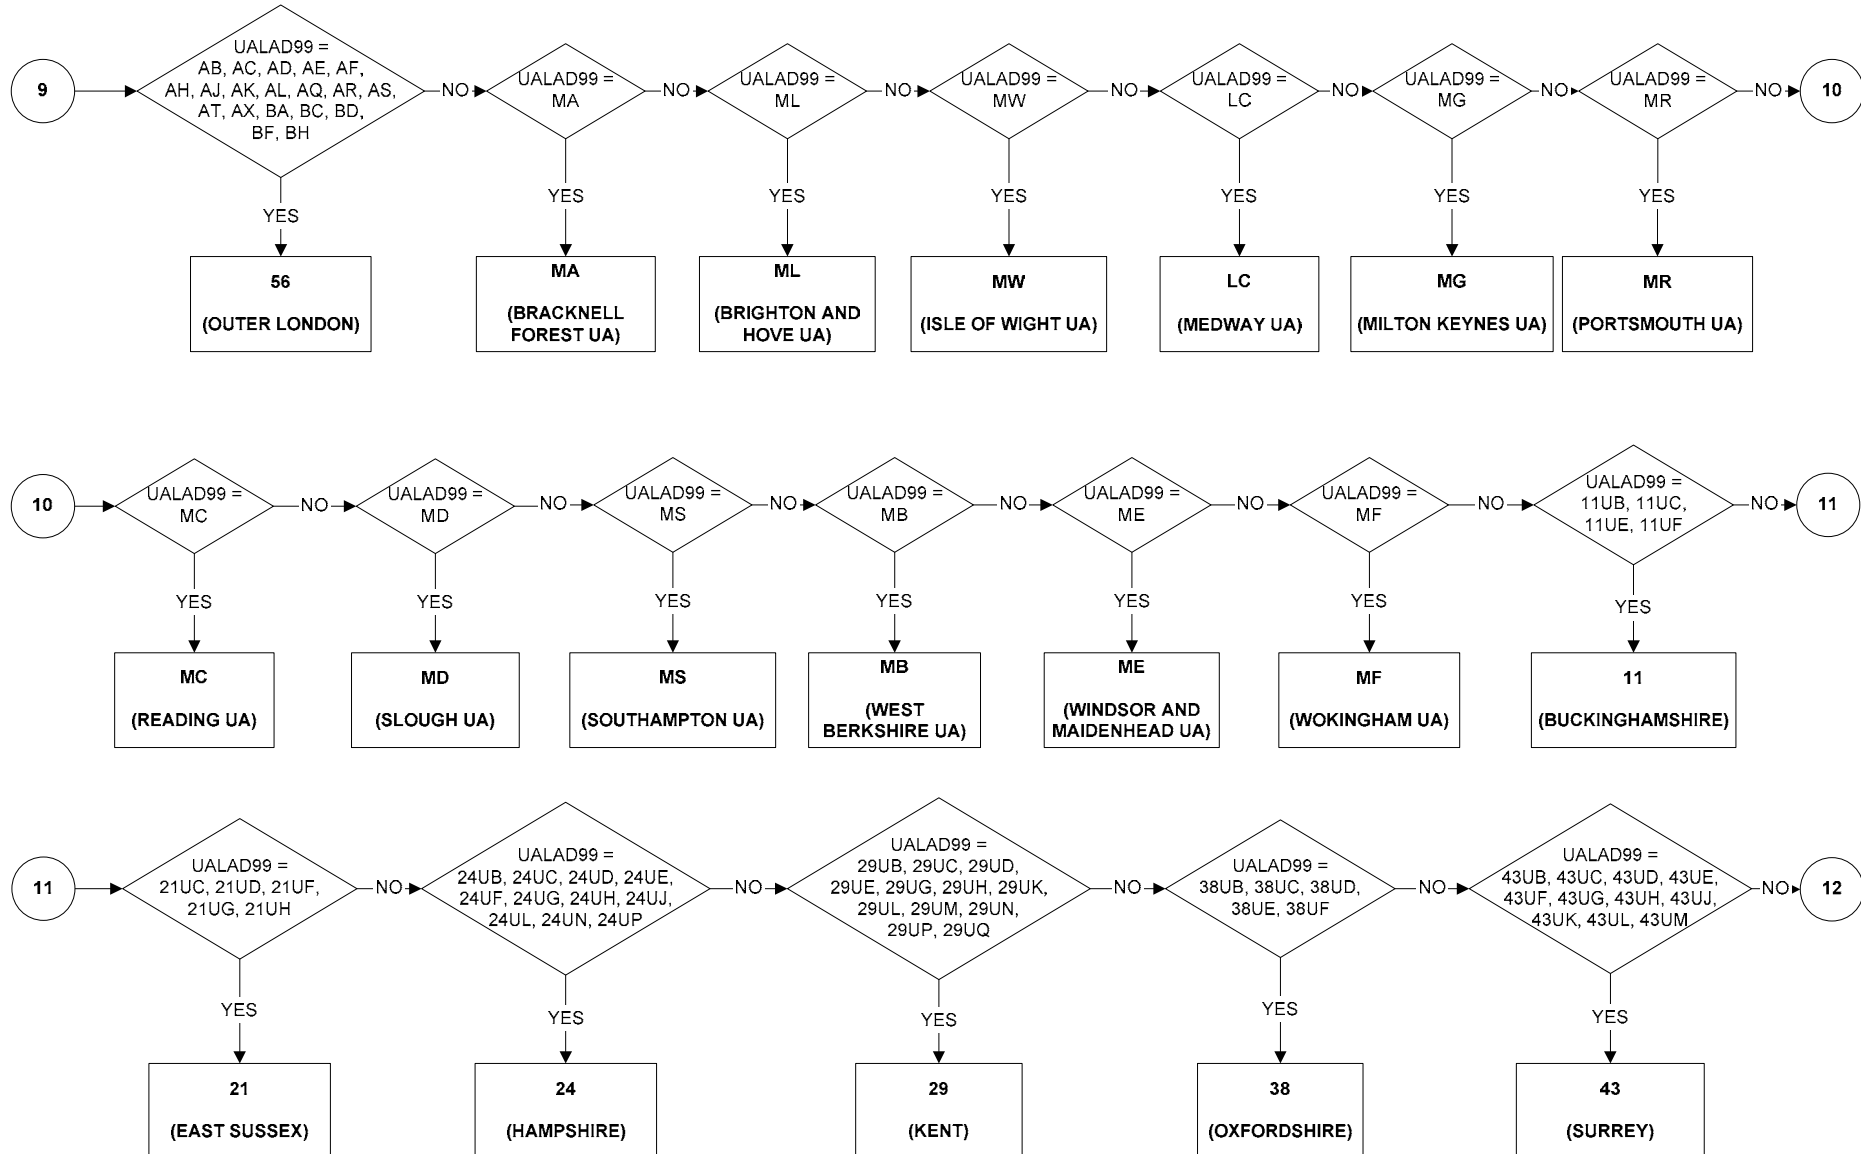 9
UALAD99 =
AB, AC, AD, AE, AF,
AH, AJ, AK, AL, AQ, AR, AS,
AT, AX, BA, BC, BD,
BF, BH
NO
UALAD99 =
MA
NO
UALAD99 =
ML
NO
UALAD99 =
MW
NO
UALAD99 =
LC
NO
UALAD99 =
MG
NO
UALAD99 =
MR
NO
10
YES
YES
YES
YES
YES
YES
YES
56
(OUTER LONDON)
MA
(BRACKNELL
FOREST UA)
ML
(BRIGHTON AND
HOVE UA)
MW
(ISLE OF WIGHT UA)
LC
(MEDWAY UA)
MG
(MILTON KEYNES UA)
MR
(PORTSMOUTH UA)
10
UALAD99 =
MC
NO
UALAD99 =
MD
NO
UALAD99 =
MS
NO
UALAD99 =
MB
NO
UALAD99 =
ME
NO
UALAD99 =
MF
NO
UALAD99 =
11UB, 11UC,
11UE, 11UF
NO
11
YES
YES
YES
YES
YES
YES
YES
MC
(READING UA)
MD
(SLOUGH UA)
MS
(SOUTHAMPTON UA)
MB
(WEST
BERKSHIRE UA)
ME
(WINDSOR AND
MAIDENHEAD UA)
MF
(WOKINGHAM UA)
11
(BUCKINGHAMSHIRE)
11
UALAD99 =
21UC, 21UD, 21UF,
21UG, 21UH
NO
UALAD99 =
24UB, 24UC, 24UD, 24UE,
24UF, 24UG, 24UH, 24UJ,
24UL, 24UN, 24UP
NO
UALAD99 =
29UB, 29UC, 29UD,
29UE, 29UG, 29UH, 29UK,
29UL, 29UM, 29UN,
29UP, 29UQ
NO
UALAD99 =
38UB, 38UC, 38UD,
38UE, 38UF
NO
UALAD99 =
43UB, 43UC, 43UD, 43UE,
43UF, 43UG, 43UH, 43UJ,
43UK, 43UL, 43UM
NO
12
YES
YES
YES
YES
YES
21
(EAST SUSSEX)
24
(HAMPSHIRE)
29
(KENT)
38
(OXFORDSHIRE)
43
(SURREY)